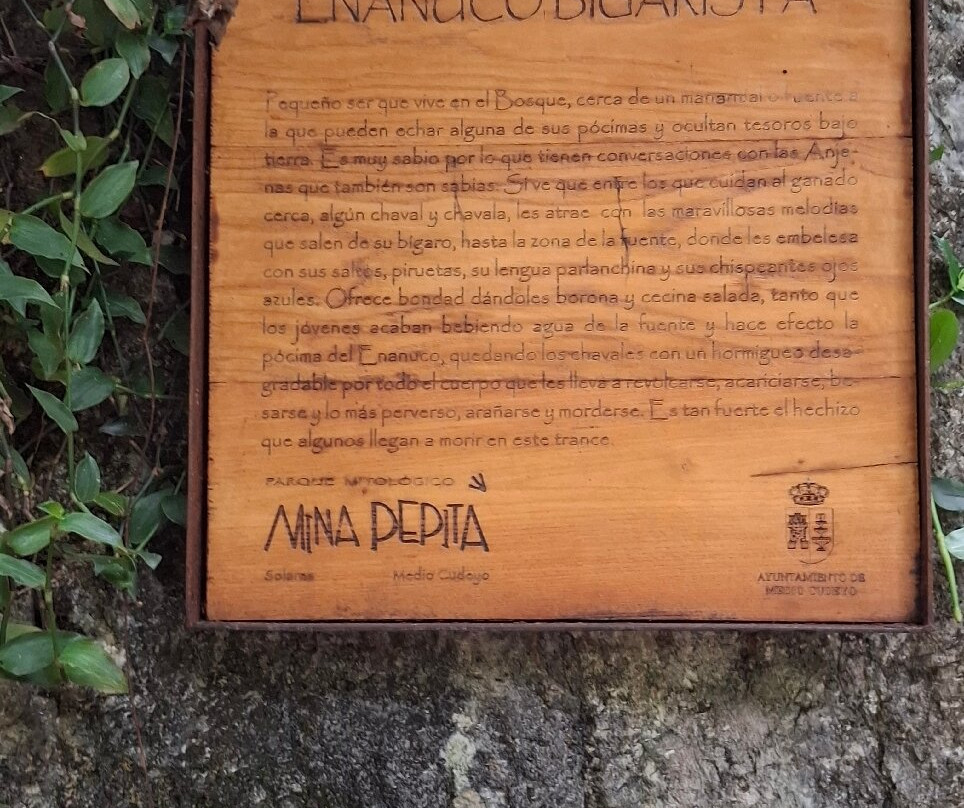 ENANUCO BIGARISTA
Pequeño ser que vive en el Bosque, cerca de un manantial o fuente a
la que pueden echar alguna de sus pócimas y ocultan tesoros bajo
tierra. Es muy sabio por lo que tienen conversaciones con las Anje-
nas que también son sabias. Si ve que entre los que cuidan al ganado
cerca, algún chaval y chavala, les atrae con las maravillosas melodías
que salen de su bígaro, hasta la zona de la fuente, donde les embelesa
con sus saltos, piruetas, su lengua parlanchina y sus chispeantes ojos
azules. Ofrece bondad dándoles borona y cecina salada, tanto que
los jóvenes acaban bebiendo agua de la fuente y hace efecto la
pócima del Enanuco, quedando los chavales con un hormigueo desa-
gradable por todo el cuerpo que les lleva a revolcarse, acariciarse, be-
sarse y lo más perverso, arañarse y morderse. Es tan fuerte el hechizo
que algunos llegan a morir en este trance.
PARQUE MITOLÓGICO
MINA PEPITA
Solares Medio Cudeyo
AYUNTAMIENTO DE
MEDIO CUDEYO